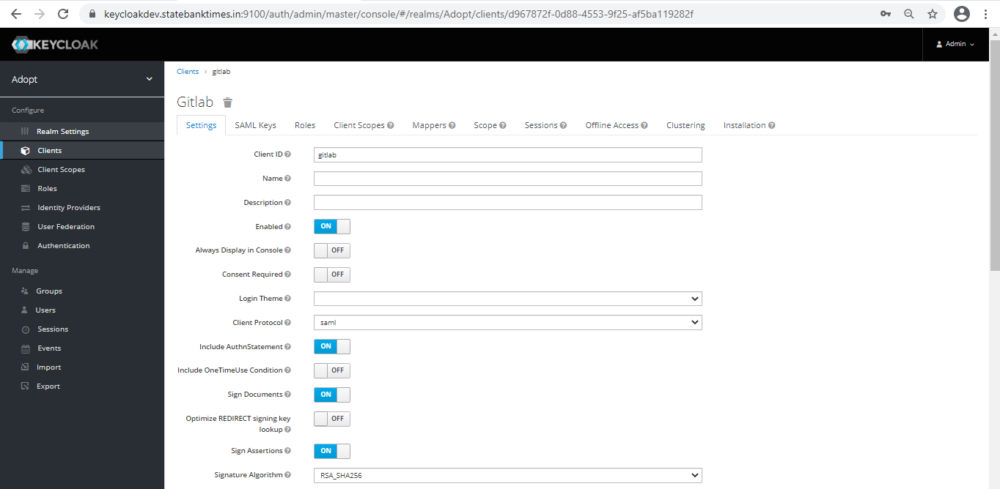 keycloakdev.statebanktimes.in:9100/auth/admin/master/console/#/realms/Adopt/clients/d967872f-0d88-4553-9f25-af5ba119282f
KEYCLOAK
Admin
Adopt
Configure
Realm Settings
Clients
Client Scopes
Roles
Identity Providers
User Federation
Authentication
Manage
Groups
Users
Sessions
Events
Import
Export
Clients > gitlab
Gitlab
Settings SAML Keys Roles Client Scopes Mappers Scope Sessions Offline Access Clustering Installation
Client ID gitlab
Name
Description
Enabled ON
Always Display in Console OFF
Consent Required OFF
Login Theme
Client Protocol saml
Include AuthnStatement ON
Include OneTimeUse Condition OFF
Sign Documents ON
Optimize REDIRECT signing key
lookup OFF
Sign Assertions ON
Signature Algorithm RSA_SHA256